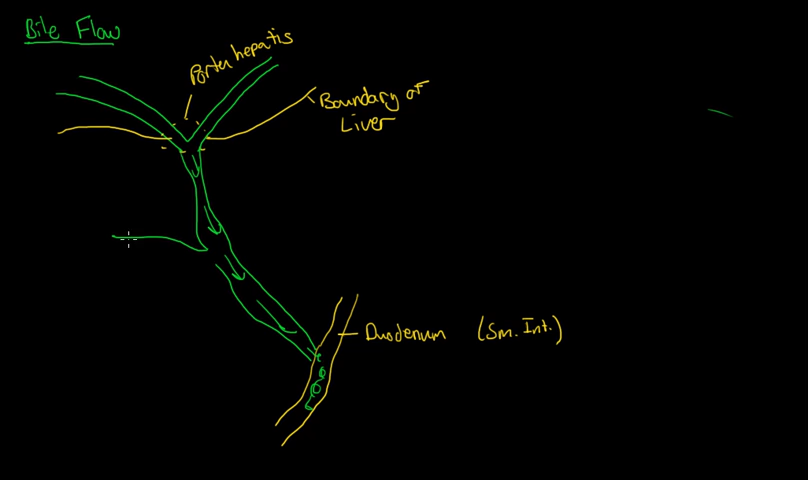 Bile Flow
Porta hepatis
Boundary of
Liver
Duodenum (Sm. Int.)